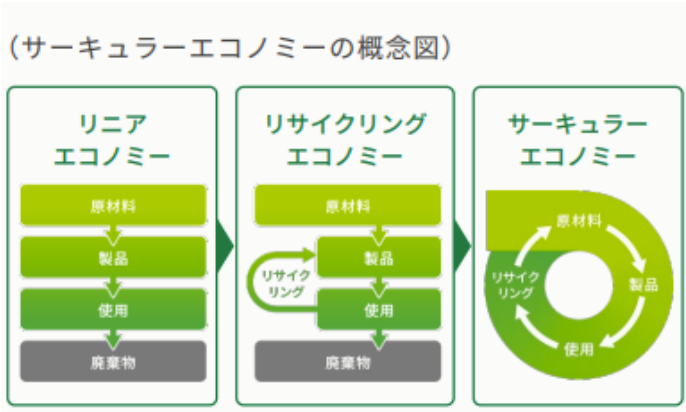 (サーキュラーエコノミーの概念図)
リニア
エコノミー
原材料
製品
使用
廃棄物
リサイクリング
エコノミー
原材料
製品
リサイク
リング
使用
廃棄物
サーキュラー
エコノミー
原材料
製品
使用
リサイク
リング